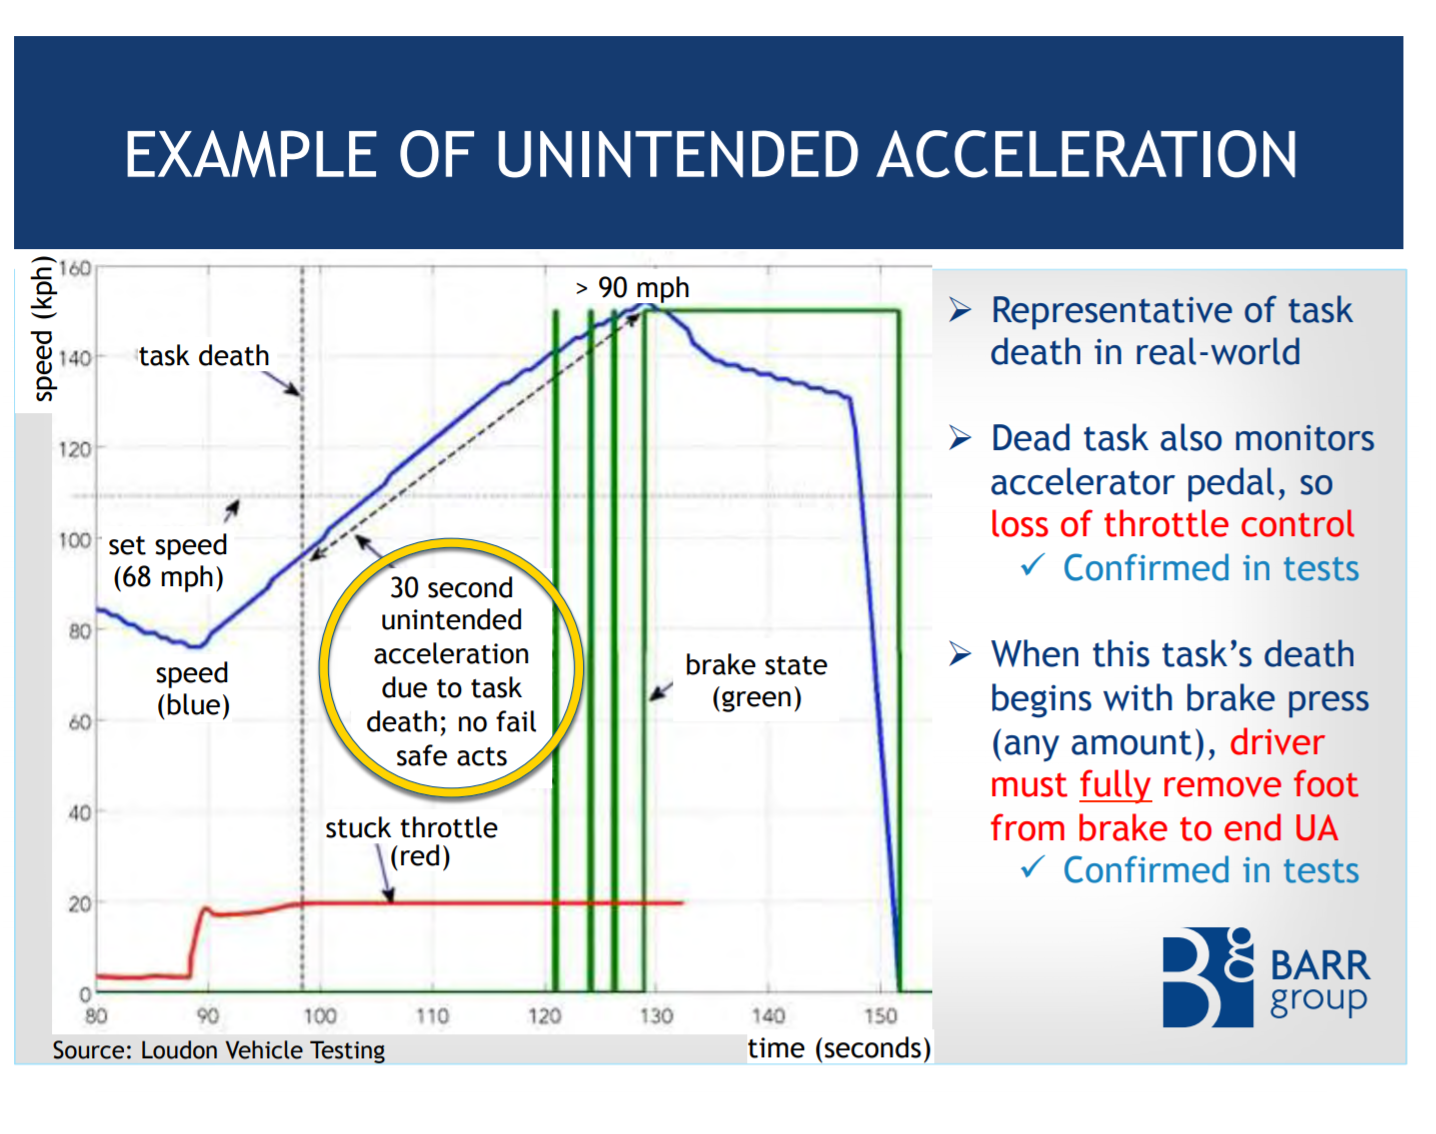 EXAMPLE OF UNINTENDED ACCELERATION
speed (kph)
160
140
120
100
80
60
40
20
0
80
90
100
110
120
130
140
150
time (seconds)
> 90 mph
task death
set speed
(68 mph)
speed
(blue)
30 second
unintended
acceleration
due to task
death; no fail
safe acts
brake state
(green)
stuck throttle
(red)
Source: Loudon Vehicle Testing
➢ Representative of task
death in real-world
➢ Dead task also monitors
accelerator pedal, so
loss of throttle control
✓ Confirmed in tests
➢ When this task’s death
begins with brake press
(any amount), driver
must fully remove foot
from brake to end UA
✓ Confirmed in tests
Bg BARR
group